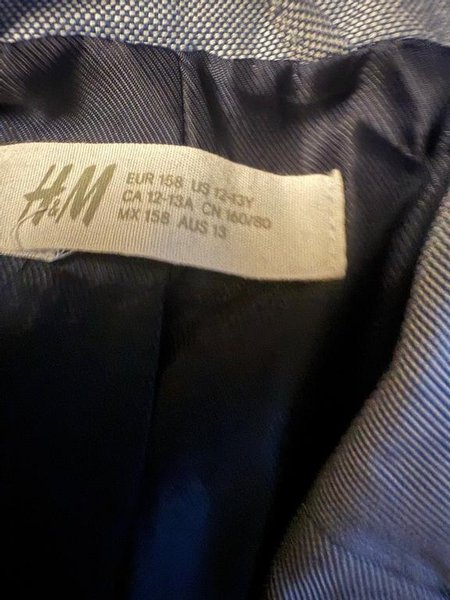 H&M
EUR 158 US 12-13Y
CA 12-13A CN 160/80
MX 158 AUS 13